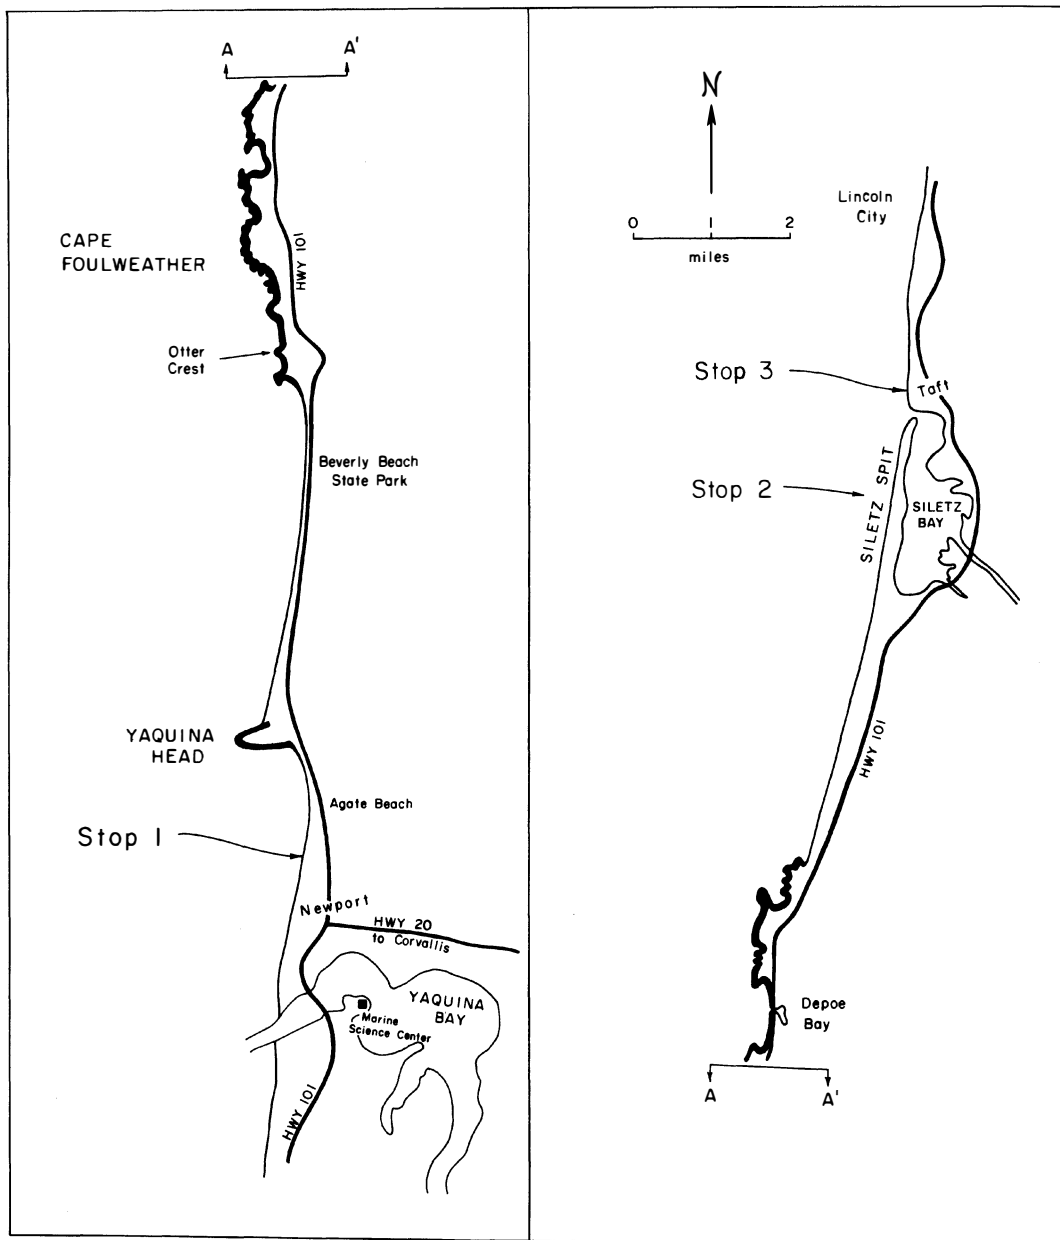 A A'
CAPE
FOULWEATHER
HWY 101
Otter
Crest
Beverly Beach
State Park
YAQUINA
HEAD
Agate Beach
Stop 1
Newport
HWY 20
to Corvallis
YAQUINA
BAY
Marine
Science Center
HWY 101
N
0 1 2
miles
Lincoln
City
Stop 3
Taft
Stop 2
SILETZ SPIT
SILETZ
BAY
HWY 101
Depoe
Bay
A A'